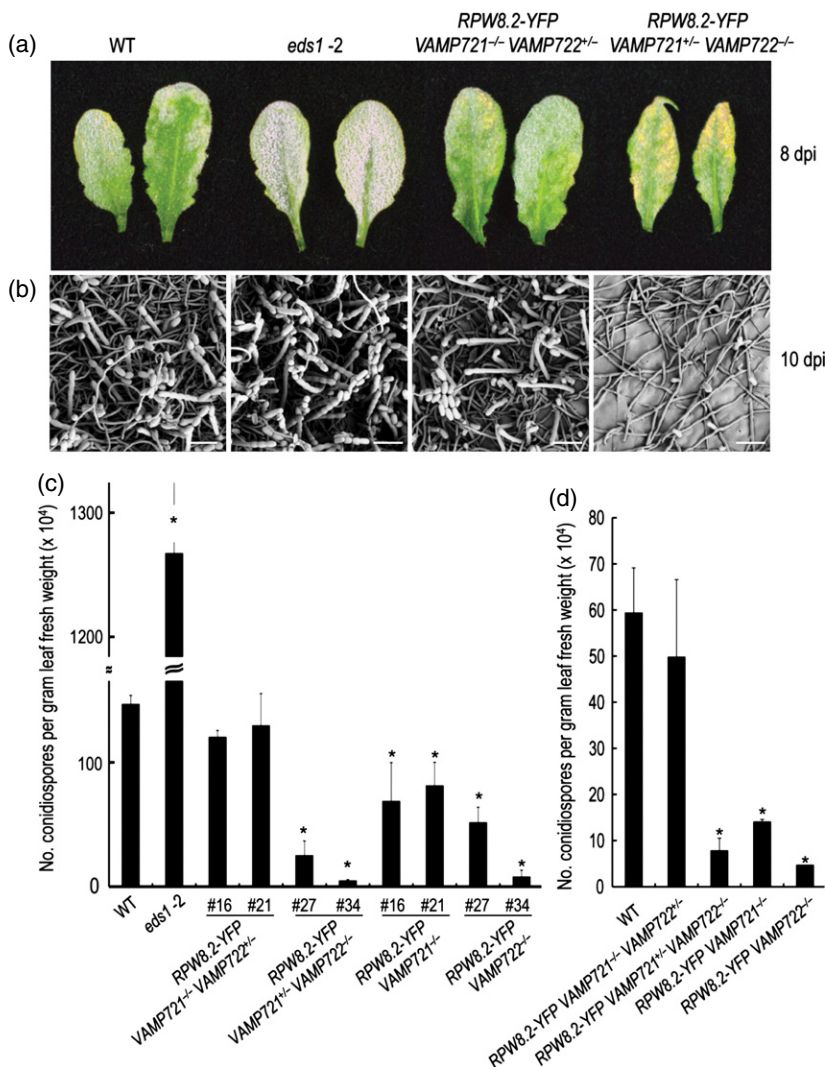 (a)
WT
eds1 -2
RPW8.2-YFP
VAMP721–/– VAMP722+/–
RPW8.2-YFP
VAMP721+/– VAMP722–/–
8 dpi
(b)
10 dpi
(c)
No. conidiospores per gram leaf fresh weight (x 10⁴)
1300
1200
100
0
*
*
*
*
*
*
*
WT
eds1 -2
#16
#21
#27
#34
#16
#21
#27
#34
RPW8.2-YFP
VAMP721–/– VAMP722+/–
RPW8.2-YFP
VAMP721+/– VAMP722–/–
RPW8.2-YFP
VAMP721–/–
RPW8.2-YFP
VAMP722–/–
(d)
No. conidiospores per gram leaf fresh weight (x 10⁴)
80
70
60
50
40
30
20
10
0
*
*
*
WT
RPW8.2-YFP VAMP721–/– VAMP722+/–
RPW8.2-YFP VAMP721+/– VAMP722–/–
RPW8.2-YFP VAMP721–/–
RPW8.2-YFP VAMP722–/–